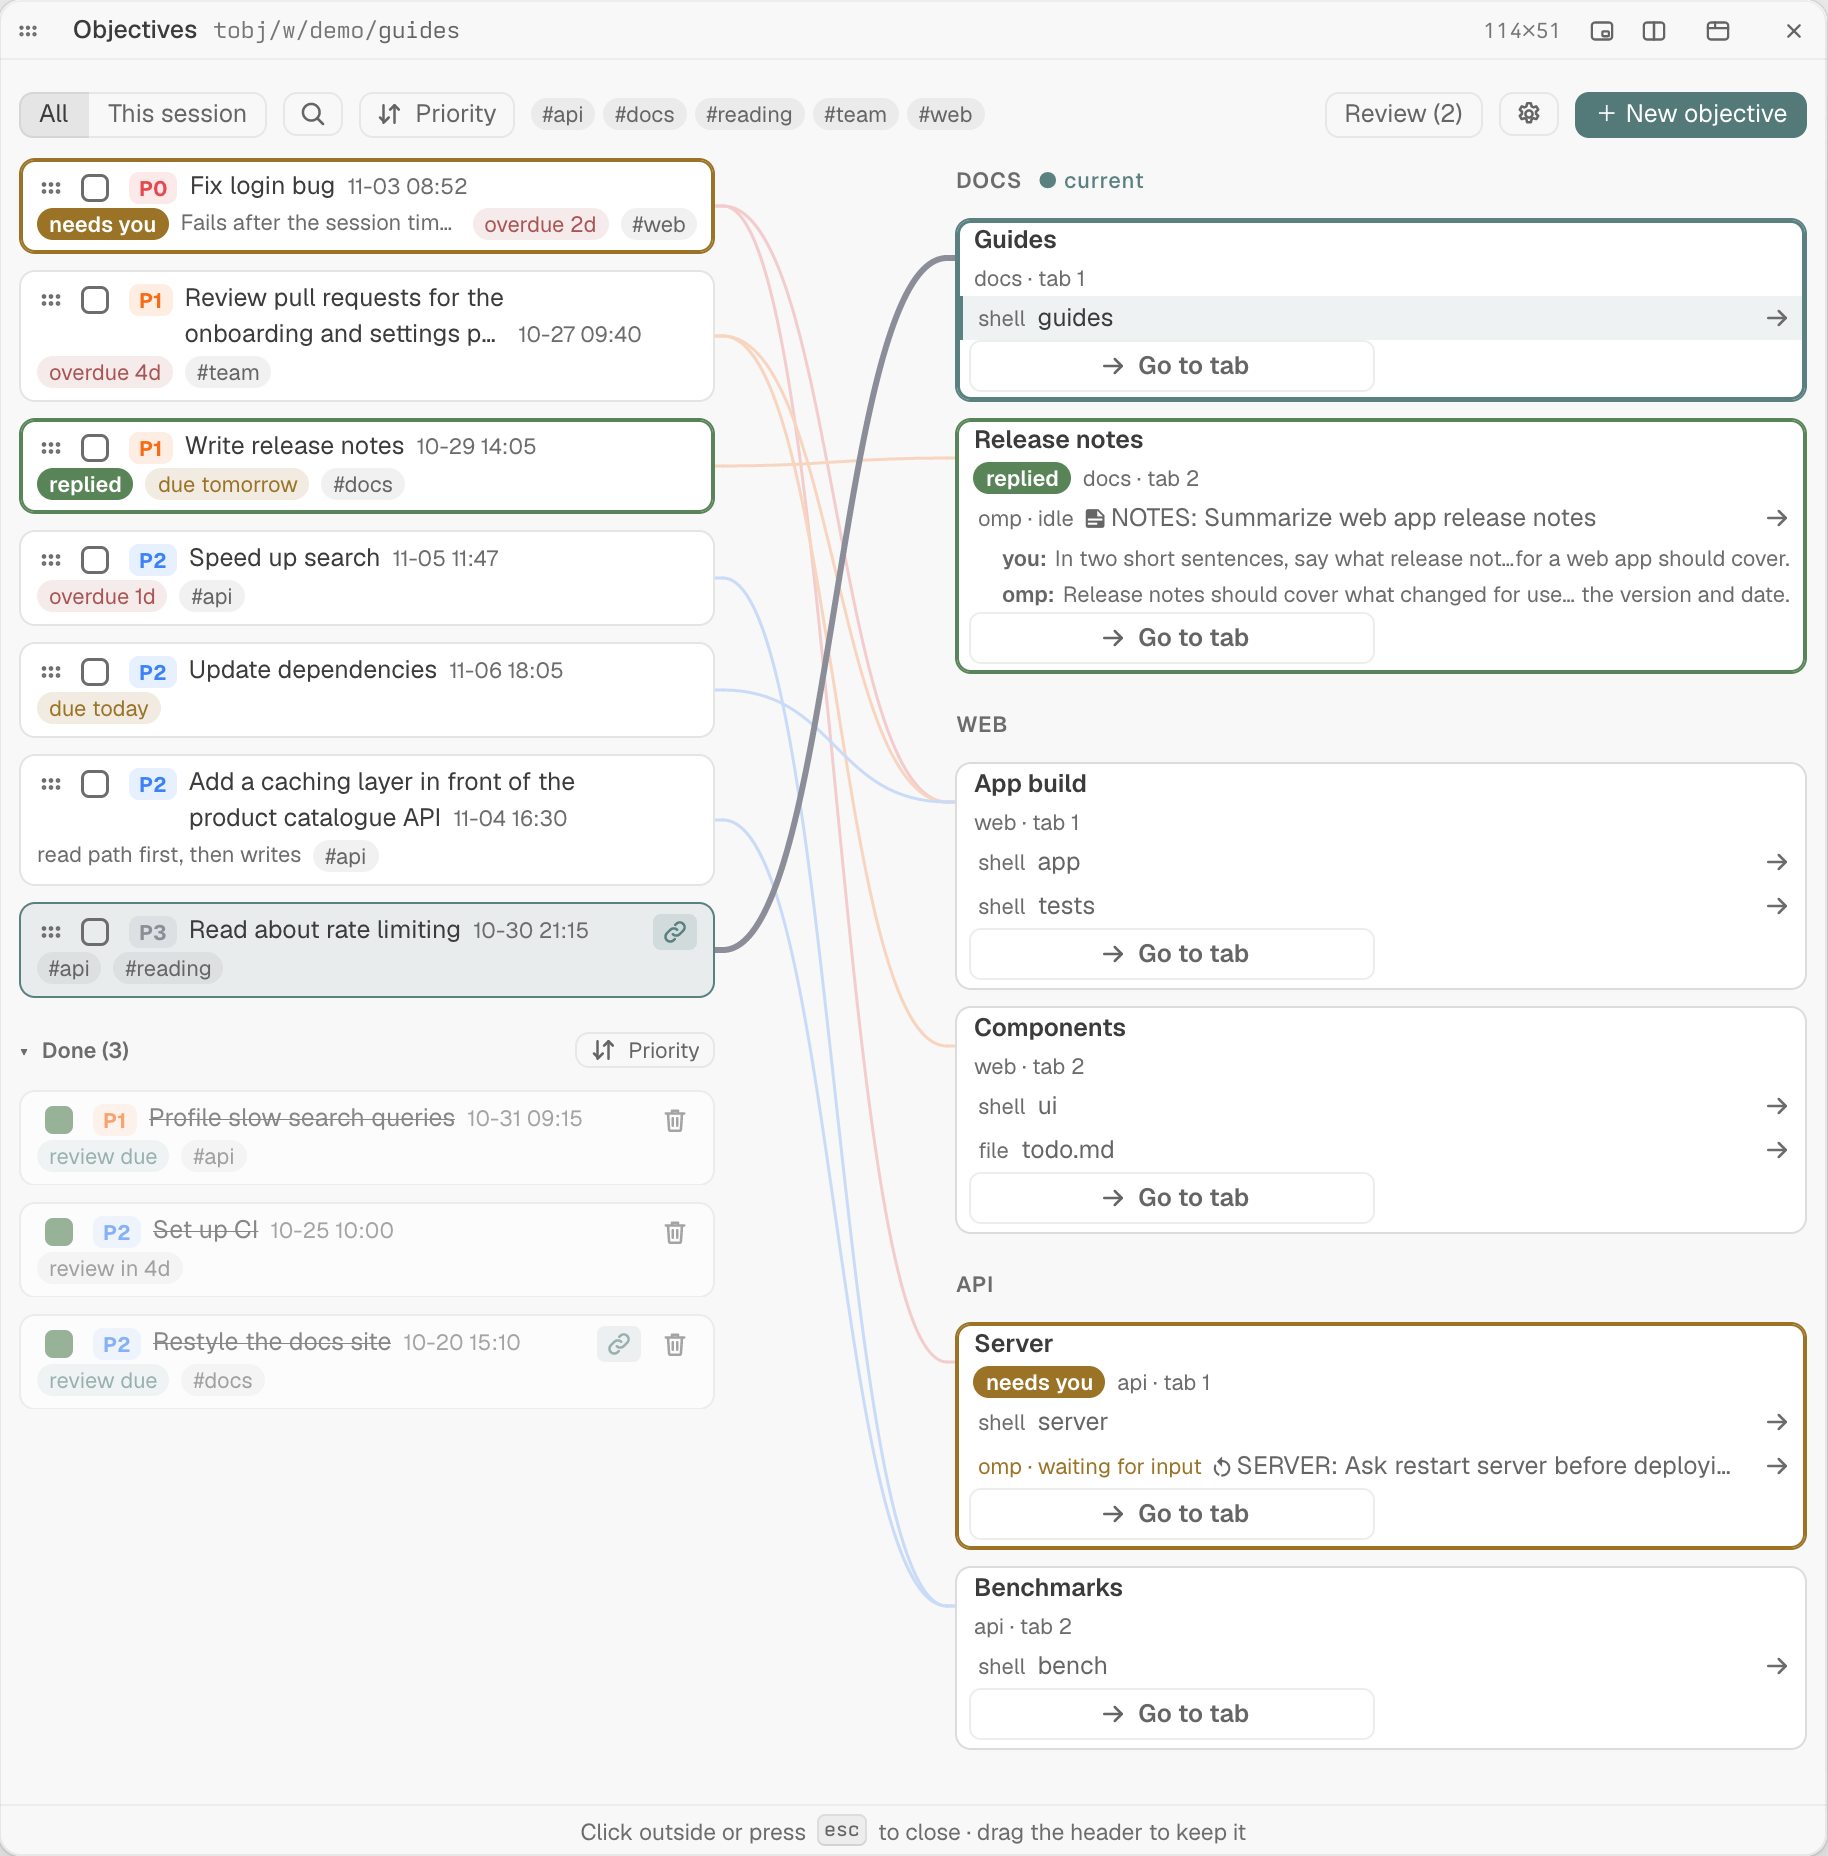 Objectives tobj/w/demo/guides 114×51
All This session Priority #api #docs #reading #team #web Review (2) + New objective
P0 Fix login bug 11-03 08:52
needs you Fails after the session tim... overdue 2d #web
P1 Review pull requests for the
onboarding and settings p... 10-27 09:40
overdue 4d #team
P1 Write release notes 10-29 14:05
replied due tomorrow #docs
P2 Speed up search 11-05 11:47
overdue 1d #api
P2 Update dependencies 11-06 18:05
due today
P2 Add a caching layer in front of the
product catalogue API 11-04 16:30
read path first, then writes #api
P3 Read about rate limiting 10-30 21:15
#api #reading
Done (3) Priority
P1 Profile slow search queries 10-31 09:15
review due #api
P2 Set up CI 10-25 10:00
review in 4d
P2 Restyle the docs site 10-20 15:10
review due #docs
DOCS current
Guides
docs · tab 1
shell guides →
→ Go to tab
Release notes
replied docs · tab 2
omp · idle NOTES: Summarize web app release notes →
you: In two short sentences, say what release not...for a web app should cover.
omp: Release notes should cover what changed for use... the version and date.
→ Go to tab
WEB
App build
web · tab 1
shell app →
shell tests →
→ Go to tab
Components
web · tab 2
shell ui →
file todo.md →
→ Go to tab
API
Server
needs you api · tab 1
shell server →
omp · waiting for input SERVER: Ask restart server before deployi... →
→ Go to tab
Benchmarks
api · tab 2
shell bench →
→ Go to tab
Click outside or press esc to close · drag the header to keep it